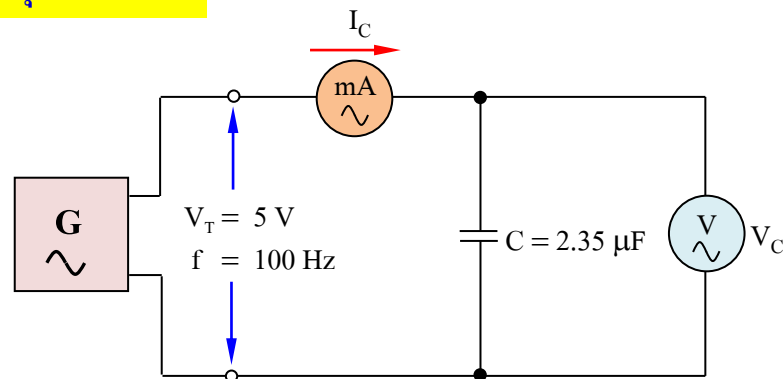 I_C
mA
G
V_T = 5 V
f = 100 Hz
C = 2.35 μF
V
V_C